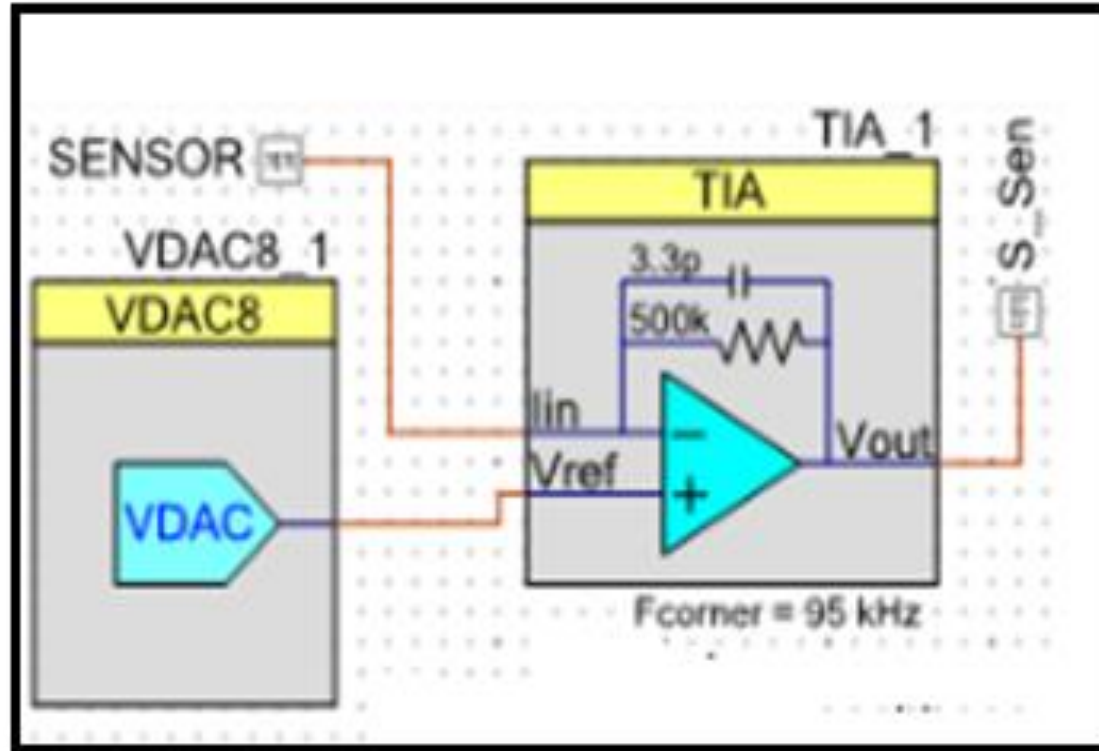 SENSOR
VDAC8_1
VDAC8
VDAC
TIA_1
TIA
3.3p
500k
Iin
Vref
Vout
Fcorner = 95 kHz
S_Sen